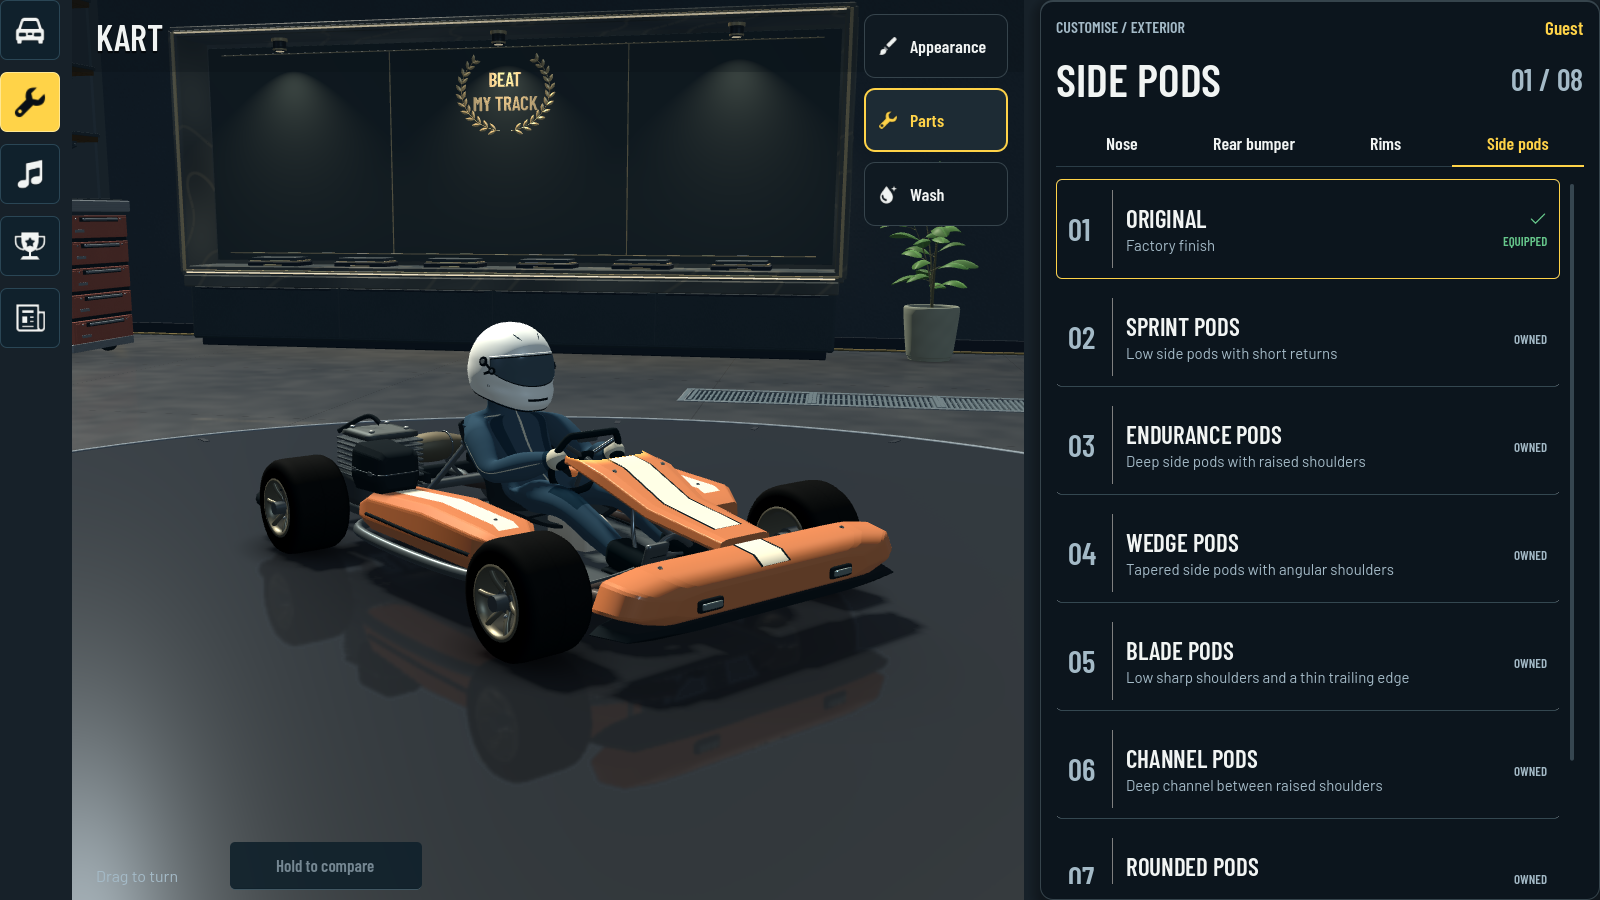 KART
BEAT
MY TRACK
Appearance
Parts
Wash
Drag to turn
Hold to compare
CUSTOMISE / EXTERIOR
Guest
SIDE PODS
01 / 08
Nose
Rear bumper
Rims
Side pods
01
ORIGINAL
Factory finish
EQUIPPED
02
SPRINT PODS
Low side pods with short returns
OWNED
03
ENDURANCE PODS
Deep side pods with raised shoulders
OWNED
04
WEDGE PODS
Tapered side pods with angular shoulders
OWNED
05
BLADE PODS
Low sharp shoulders and a thin trailing edge
OWNED
06
CHANNEL PODS
Deep channel between raised shoulders
OWNED
07
ROUNDED PODS
OWNED